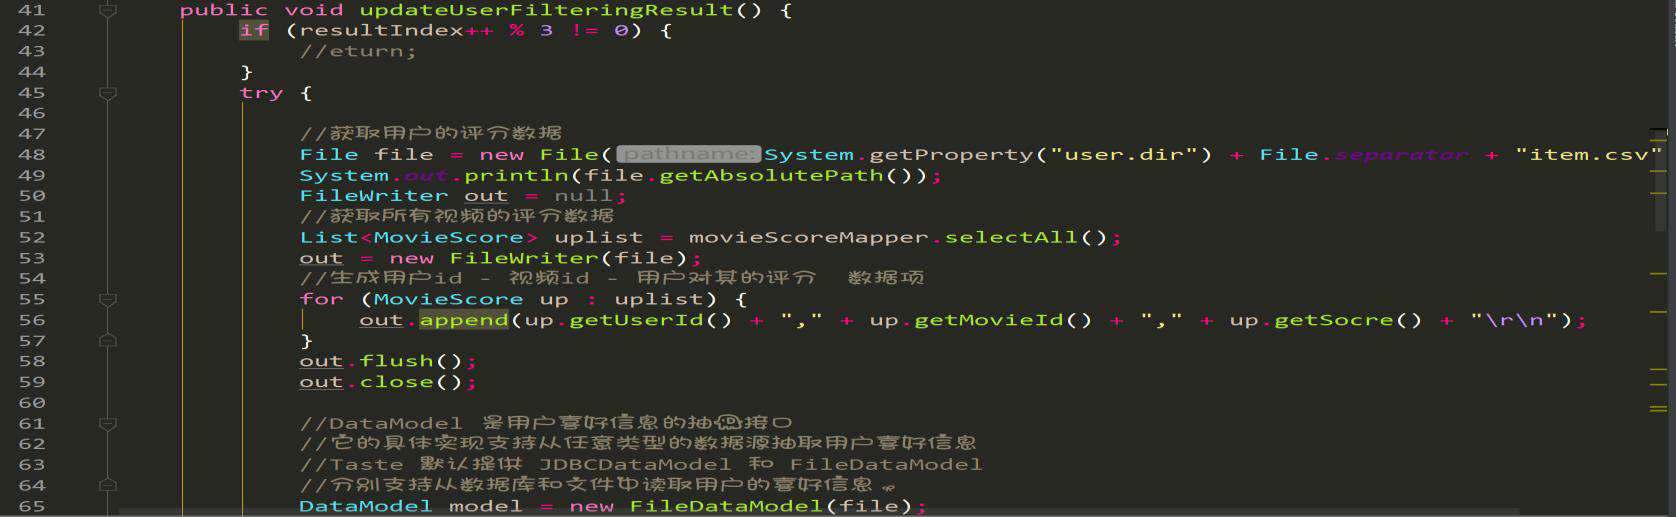 41 public void updateUserFilteringResult() {
42 if (resultIndex++ % 3 != 0) {
43 //eturn;
44 }
45 try {
46
47 //获取用户的评分数据
48 File file = new File( pathname: System.getProperty("user.dir") + File.separator + "item.csv"
49 System.out.println(file.getAbsolutePath());
50 FileWriter out = null;
51 //获取所有视频的评分数据
52 List<MovieScore> uplist = movieScoreMapper.selectAll();
53 out = new FileWriter(file);
54 //生成用户id - 视频id - 用户对其的评分  数据项
55 for (MovieScore up : uplist) {
56 out.append(up.getUserId() + "," + up.getMovieId() + "," + up.getSocre() + "\r\n");
57 }
58 out.flush();
59 out.close();
60
61 //DataModel 是用户喜好信息的抽接口
62 //它的具体实现支持从任意类型的数据源抽取用户喜好信息
63 //Taste 默认提供 JDBCDataModel 和 FileDataModel
64 //分别支持从数据库和文件中读取用户的喜好信息。
65 DataModel model = new FileDataModel(file);